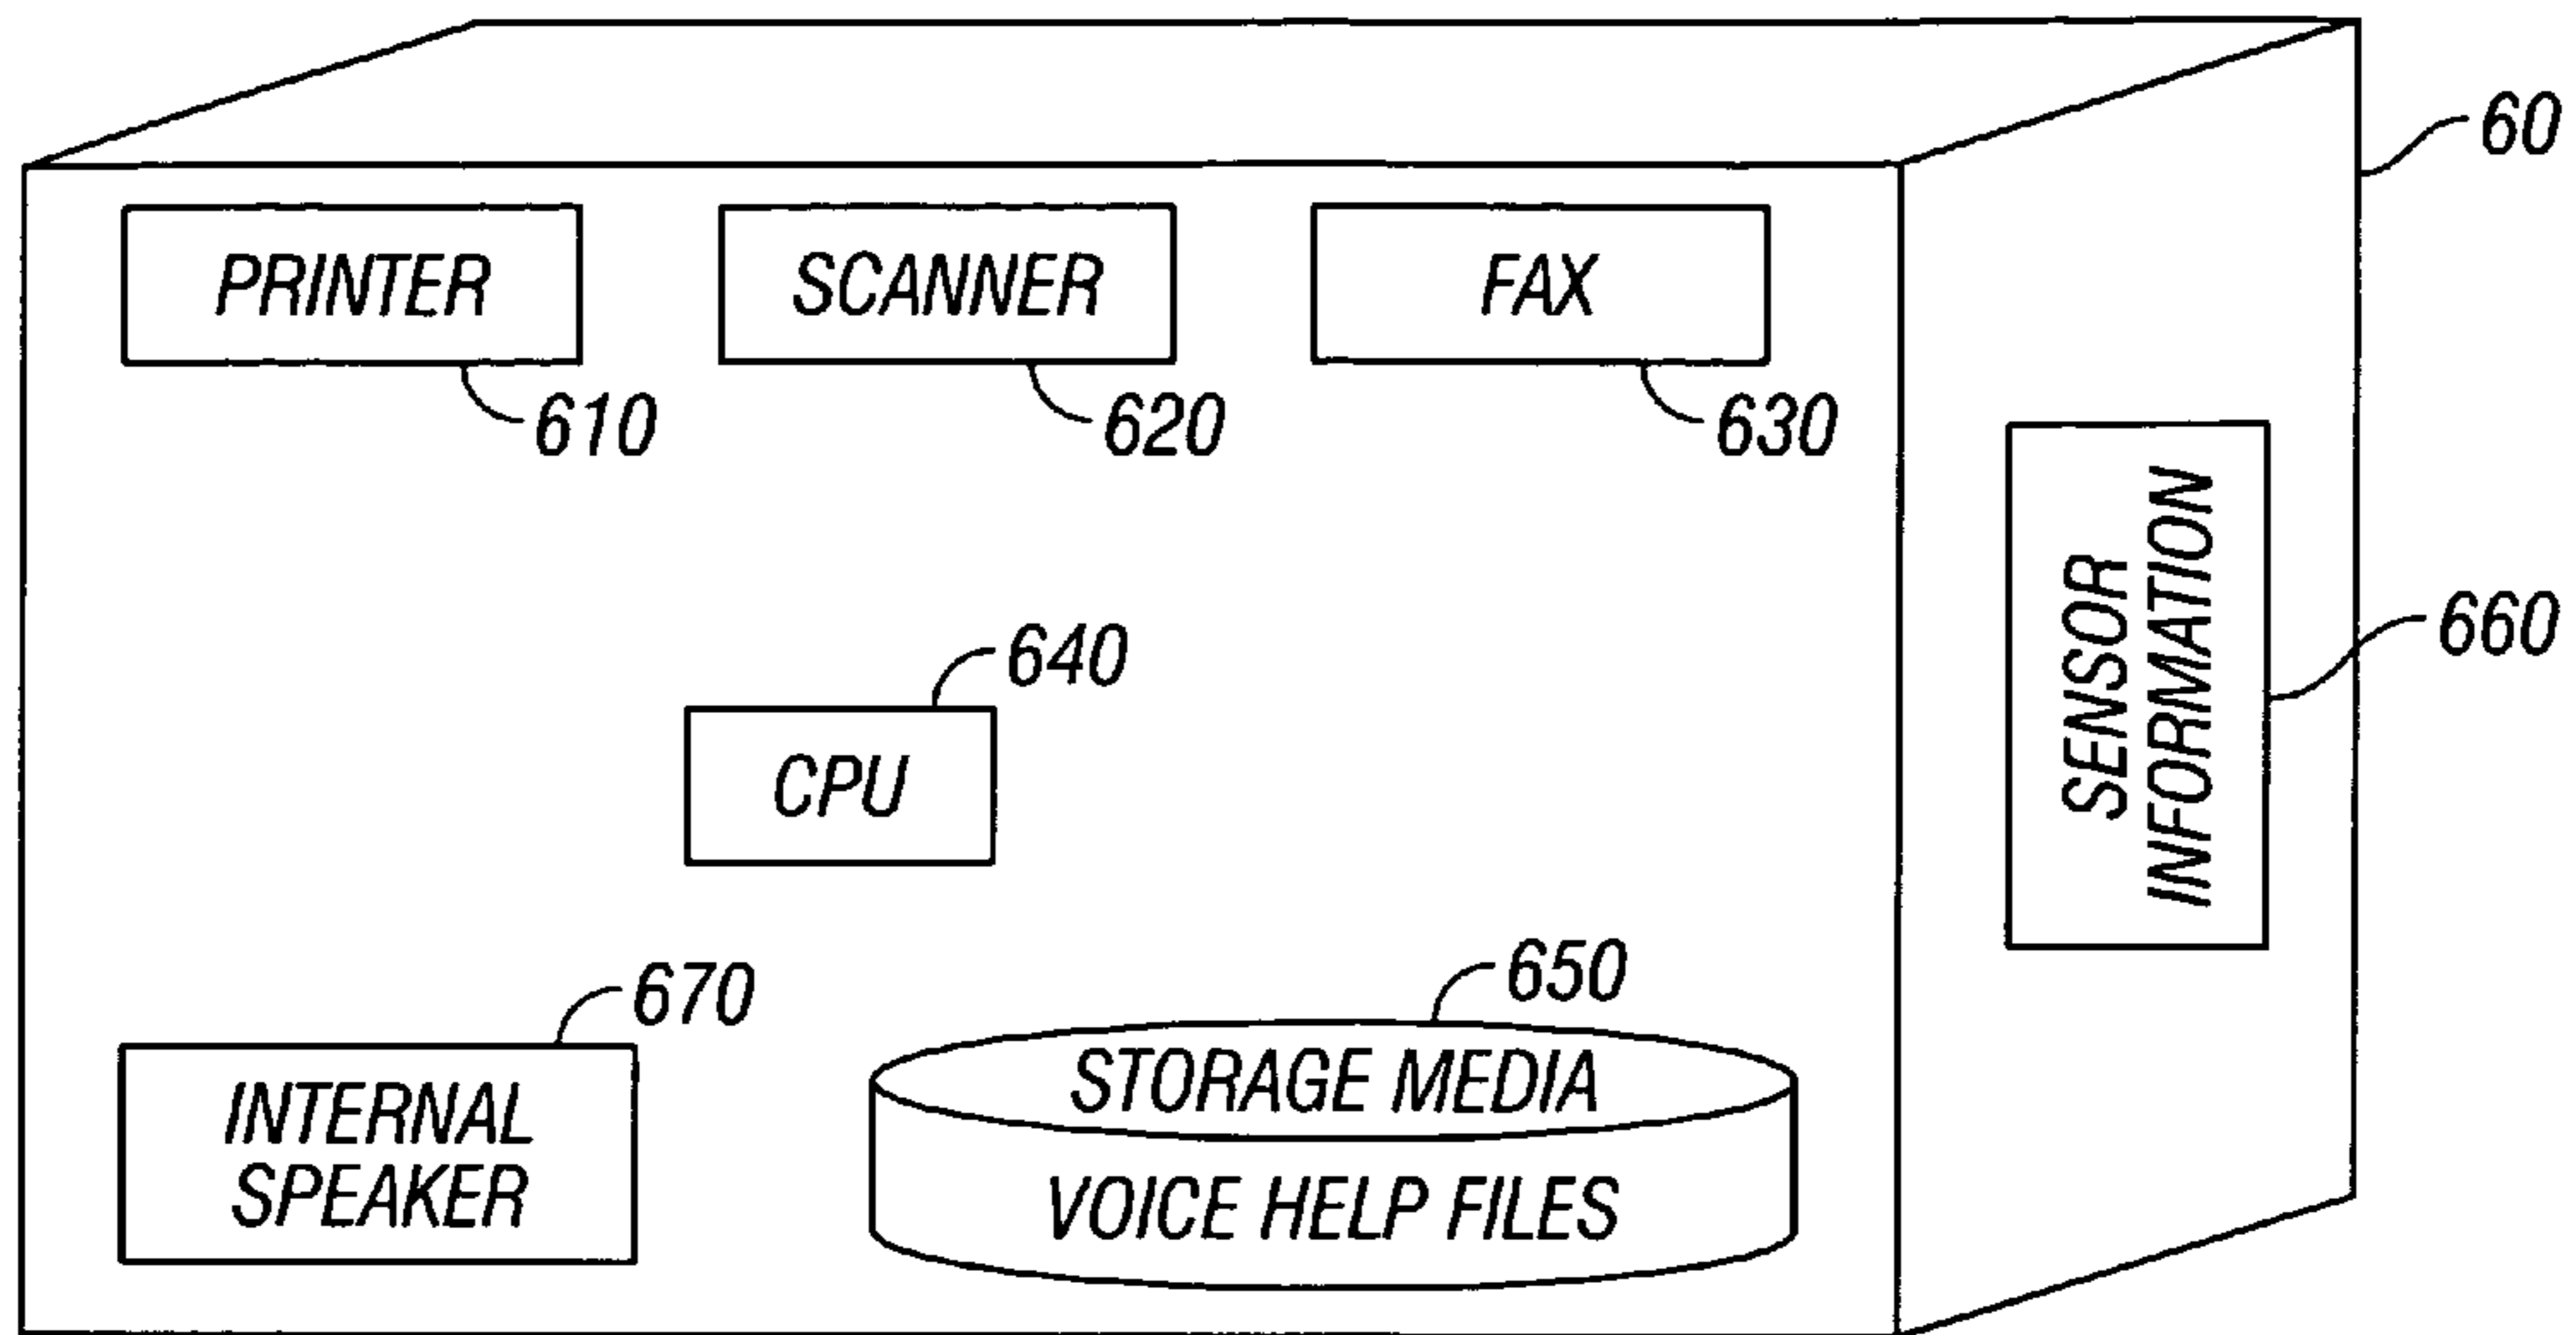 60
PRINTER
SCANNER
FAX
610
620
630
SENSOR
INFORMATION
660
640
CPU
670
INTERNAL
SPEAKER
650
STORAGE MEDIA
VOICE HELP FILES